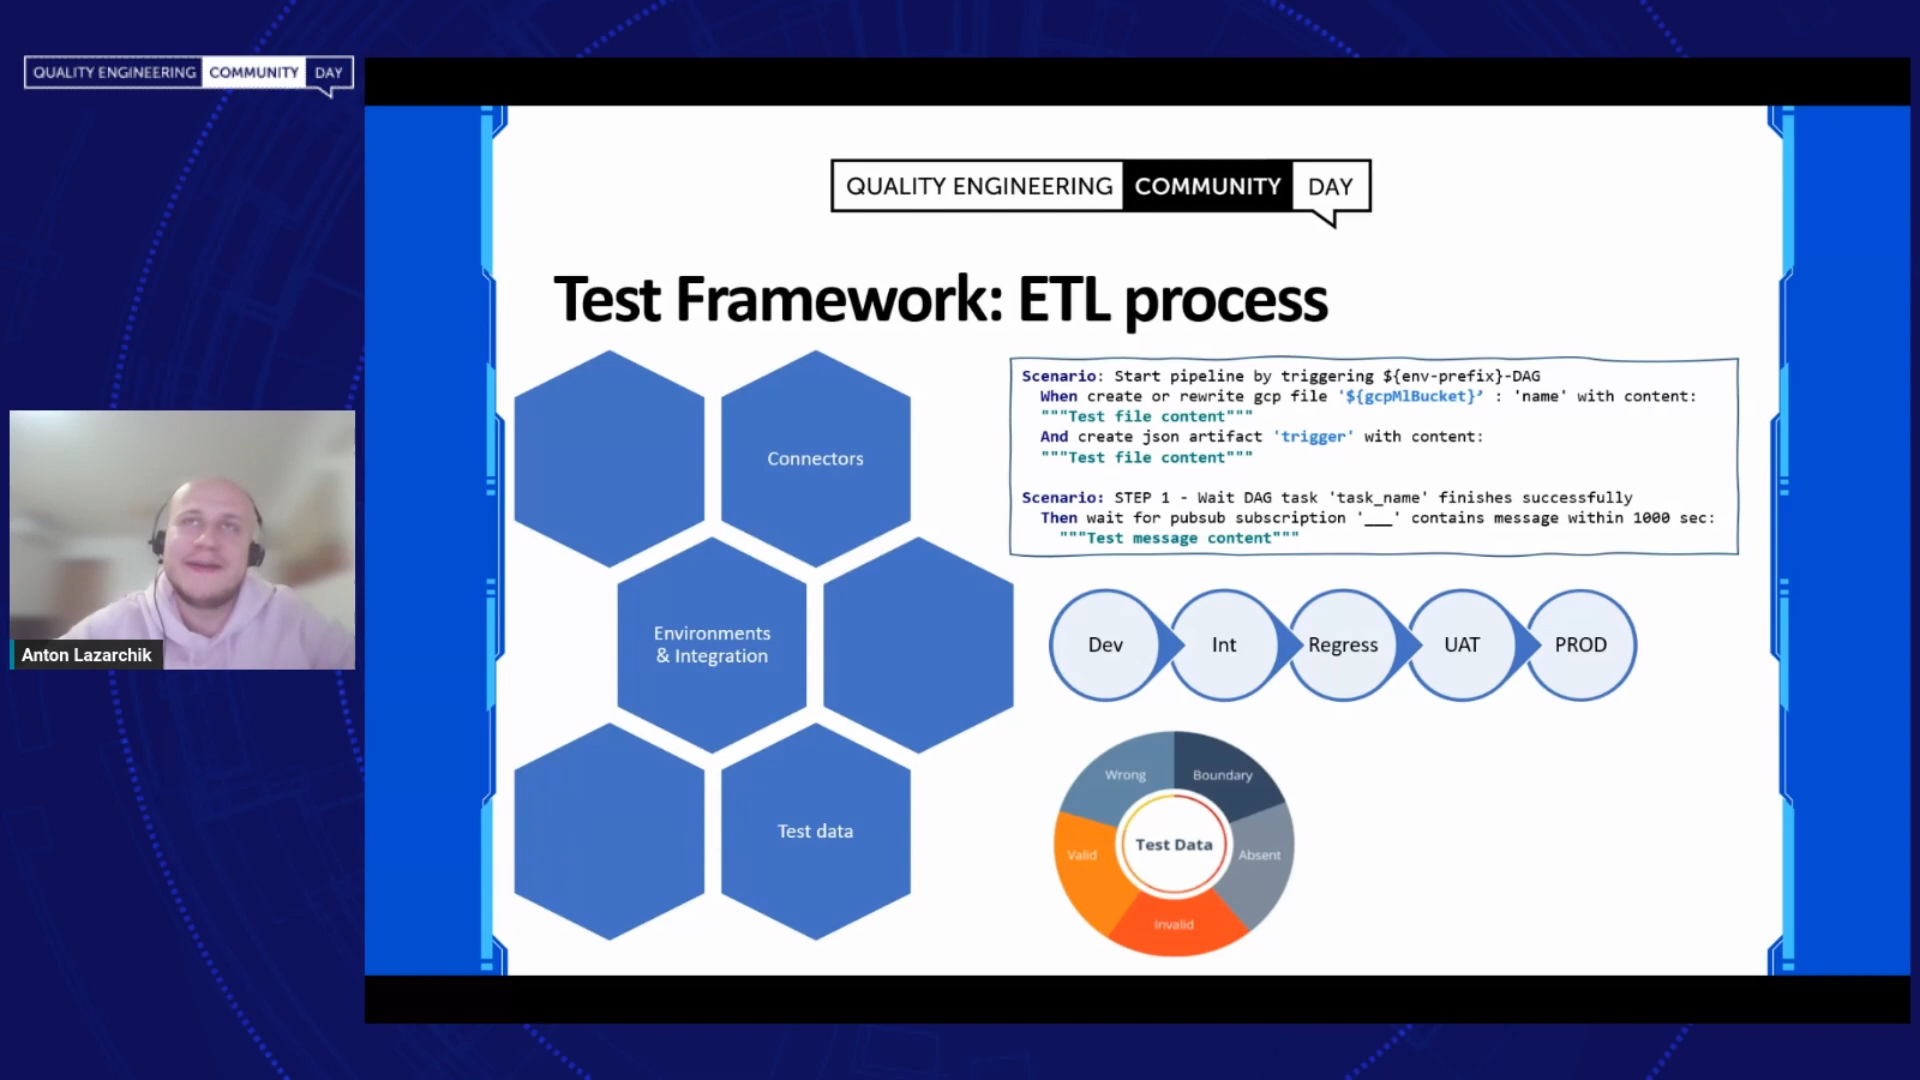 QUALITY ENGINEERING COMMUNITY DAY
QUALITY ENGINEERING COMMUNITY DAY
Test Framework: ETL process
Connectors
Environments
& Integration
Test data
Scenario: Start pipeline by triggering ${env-prefix}-DAG
When create or rewrite gcp file '${gcpMlBucket}’ : 'name' with content:
"""Test file content"""
And create json artifact 'trigger' with content:
"""Test file content"""
Scenario: STEP 1 - Wait DAG task 'task_name' finishes successfully
Then wait for pubsub subscription '___' contains message within 1000 sec:
"""Test message content"""
Dev Int Regress UAT PROD
Wrong Boundary
Test Data
Valid Absent
Invalid
Anton Lazarchik